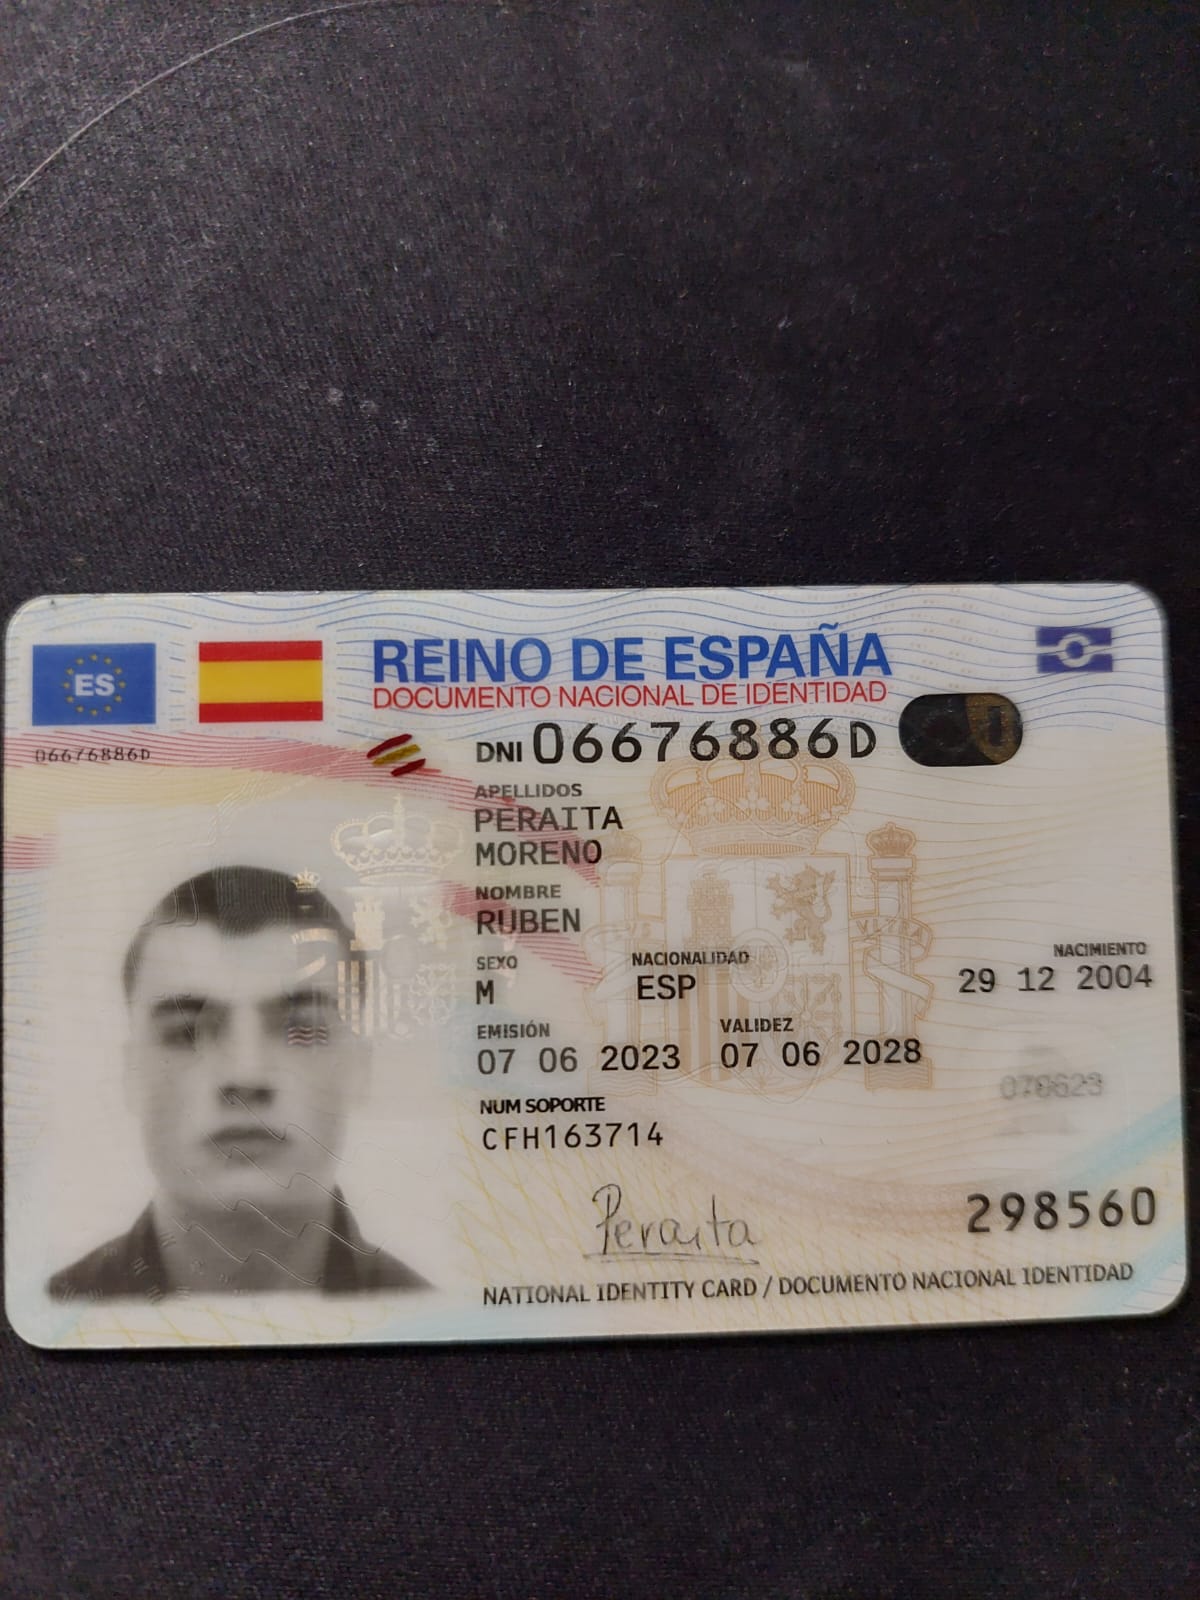 ES
REINO DE ESPAÑA
DOCUMENTO NACIONAL DE IDENTIDAD
06676886D
DNI 06676886D
APELLIDOS
PERAITA
MORENO
NOMBRE
RUBEN
SEXO NACIONALIDAD NACIMIENTO
M ESP 29 12 2004
EMISIÓN VALIDEZ
07 06 2023 07 06 2028
070623
NUM SOPORTE
CFH163714
298560
Peraita
NATIONAL IDENTITY CARD / DOCUMENTO NACIONAL IDENTIDAD